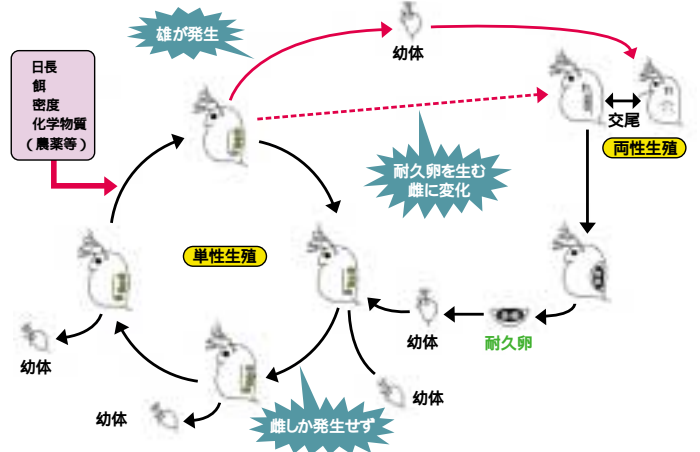 雄が発生
幼体
日長
餌
密度
化学物質
(農薬等)
交尾
両性生殖
耐久卵を生む
雌に変化
単性生殖
幼体
耐久卵
幼体
幼体
幼体
雌しか発生せず